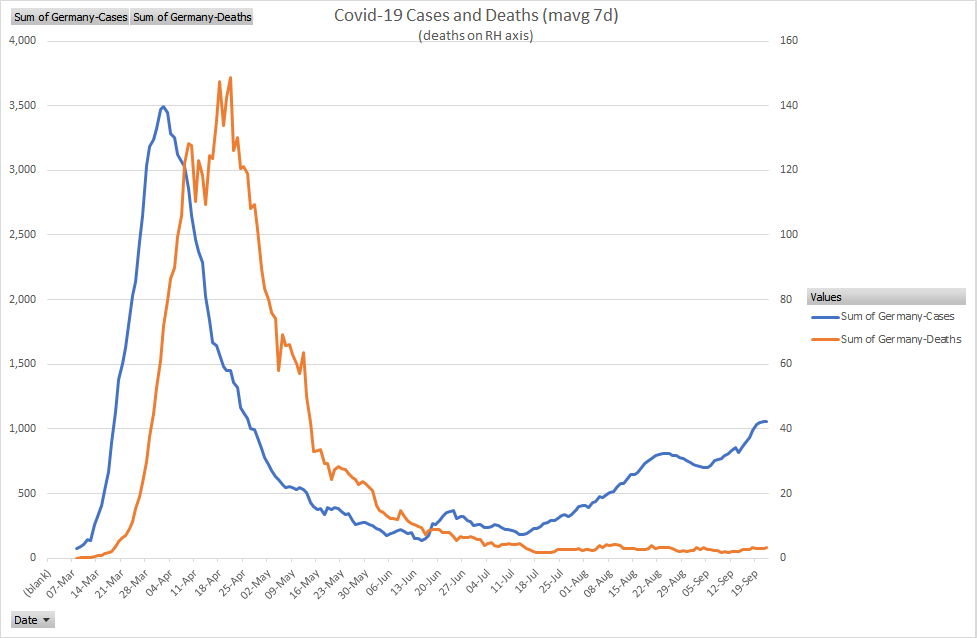 Sum of Germany-Cases Sum of Germany-Deaths
Covid-19 Cases and Deaths (mavg 7d)
(deaths on RH axis)
4,000 160
3,500 140
3,000 120
2,500 100
2,000 80
1,500 60
1,000 40
500 20
0 0
Values
Sum of Germany-Cases
Sum of Germany-Deaths
(blank) 07-Mar 14-Mar 21-Mar 28-Mar 04-Apr 11-Apr 18-Apr 25-Apr 02-May 09-May 16-May 23-May 30-May 06-Jun 13-Jun 20-Jun 27-Jun 04-Jul 11-Jul 18-Jul 25-Jul 01-Aug 08-Aug 15-Aug 22-Aug 29-Aug 05-Sep 12-Sep 19-Sep
Date